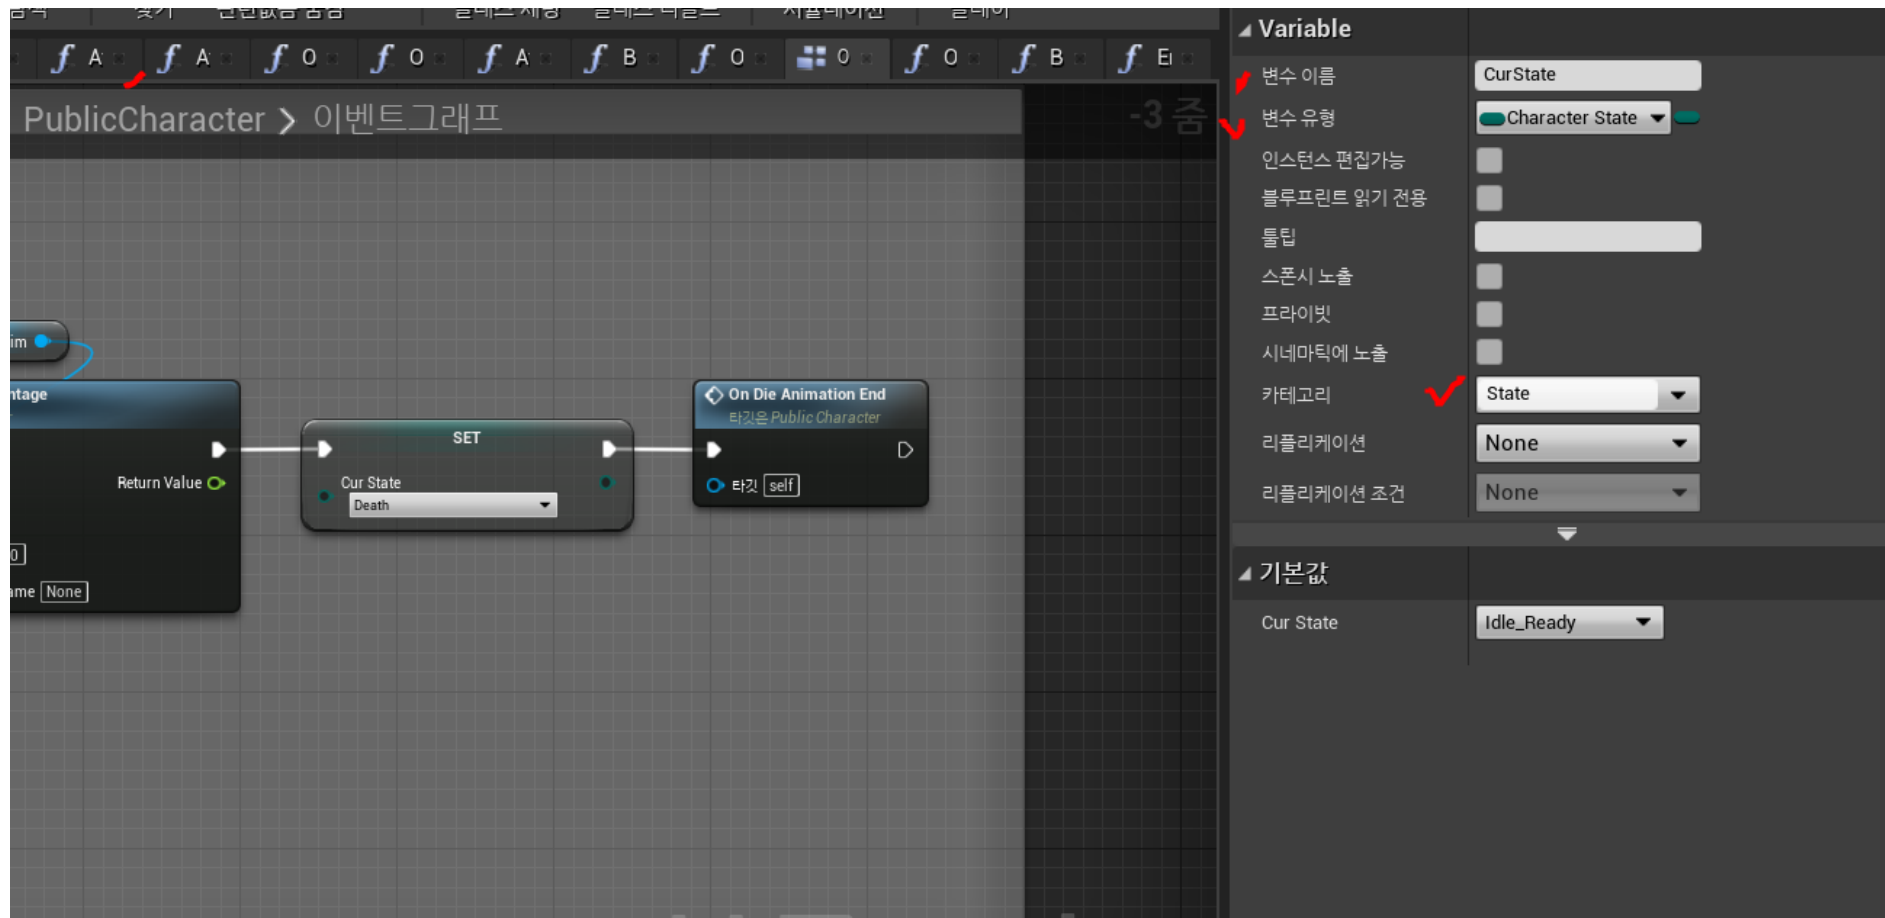 A A O O A B O O O B E
PublicCharacter > 이벤트그래프
-3 줌
im
ntage
Return Value
0
ame None
SET
Cur State
Death
On Die Animation End
타깃은 Public Character
타깃 self
Variable
변수 이름 CurState
변수 유형 Character State
인스턴스 편집가능
블루프린트 읽기 전용
툴팁
스폰시 노출
프라이빗
시네마틱에 노출
카테고리 State
리플리케이션 None
리플리케이션 조건 None
기본값
Cur State Idle_Ready